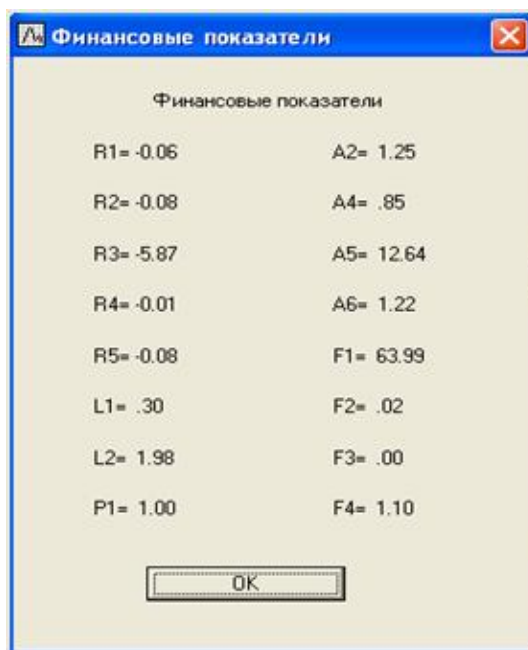 Финансовые показатели
Финансовые показатели
R1= -0.06 A2= 1.25
R2= -0.08 A4= .85
R3= -5.87 A5= 12.64
R4= -0.01 A6= 1.22
R5= -0.08 F1= 63.99
L1= .30 F2= .02
L2= 1.98 F3= .00
P1= 1.00 F4= 1.10
OK